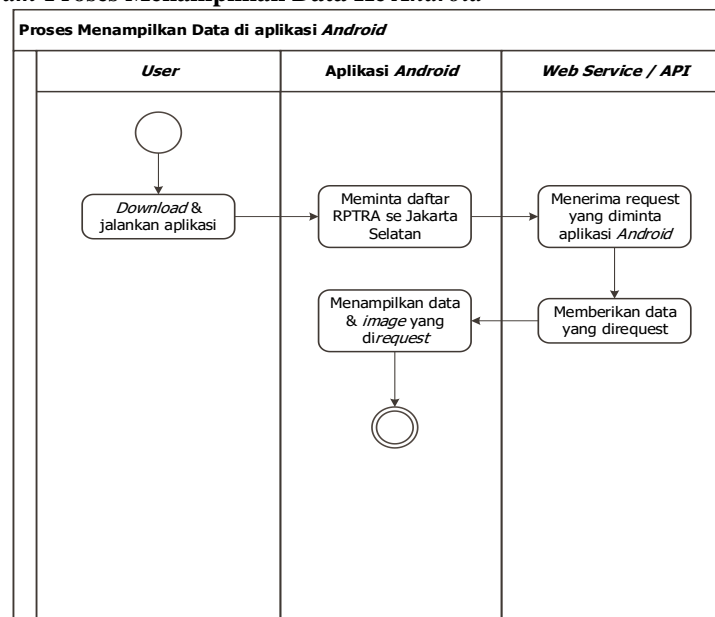 Proses Menampilkan Data di aplikasi Android
User
Aplikasi Android
Web Service / API
Download &
jalankan aplikasi
Meminta daftar
RPTRA se Jakarta
Selatan
Menerima request
yang diminta
aplikasi Android
Menampilkan data
& image yang
direquest
Memberikan data
yang direquest